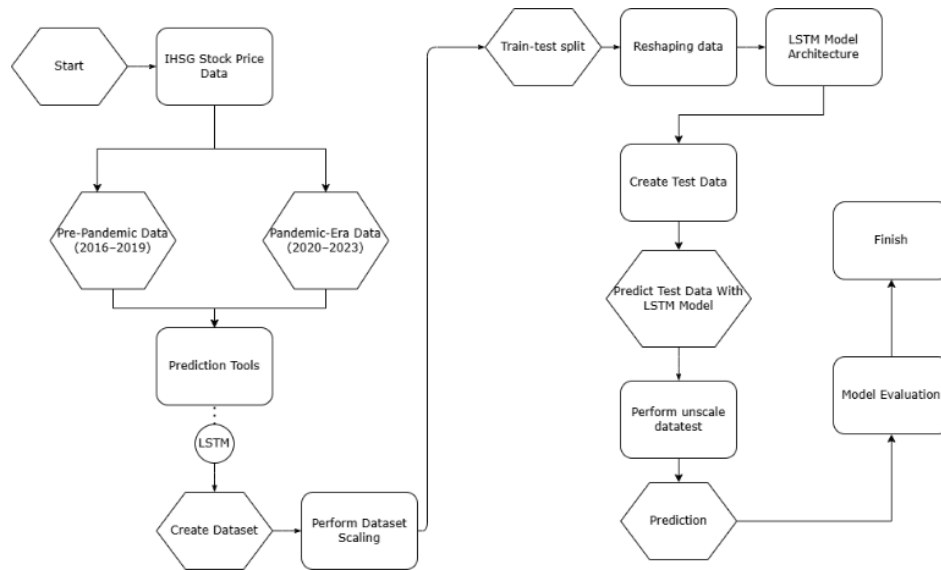 Start
IHSG Stock Price
Data
Pre-Pandemic Data
(2016–2019)
Pandemic-Era Data
(2020–2023)
Prediction Tools
LSTM
Create Dataset
Perform Dataset
Scaling
Train-test split
Reshaping data
LSTM Model
Architecture
Create Test Data
Predict Test Data With
LSTM Model
Perform unscale
datatest
Prediction
Model Evaluation
Finish